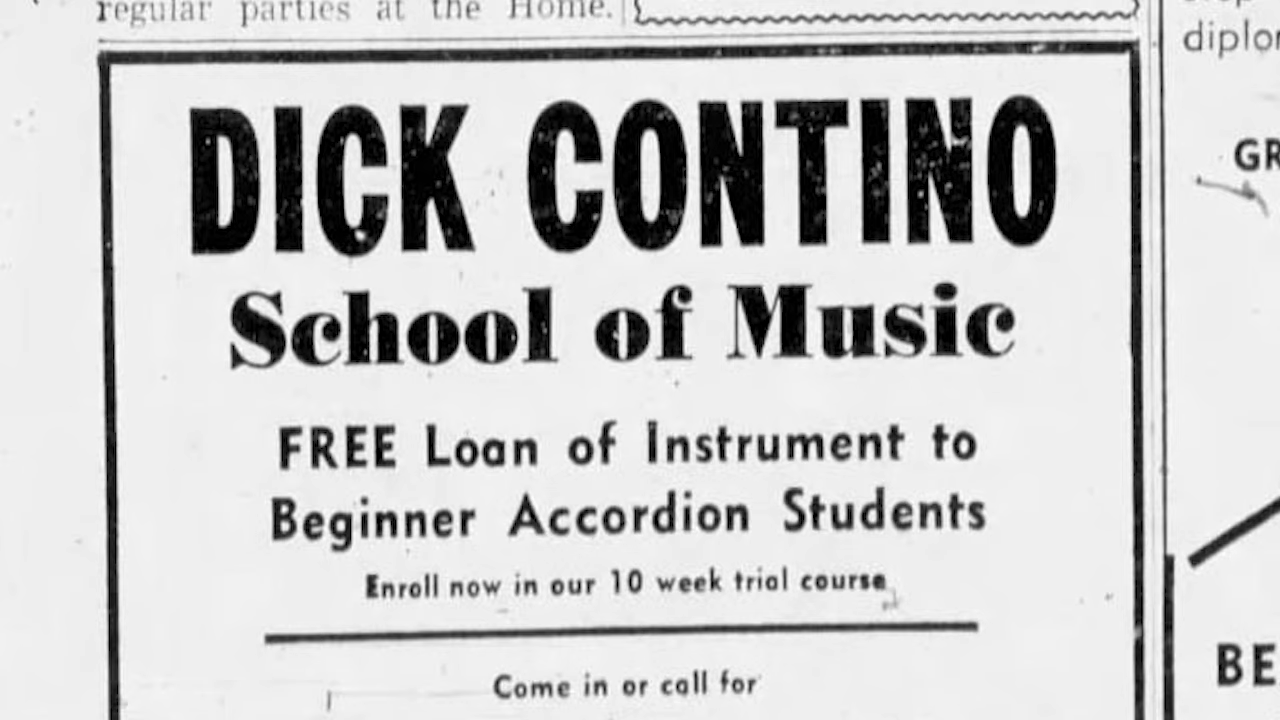 regular parties at the Home.
DICK CONTINO
School of Music
FREE Loan of Instrument to
Beginner Accordion Students
Enroll now in our 10 week trial course
Come in or call for
GR
BE